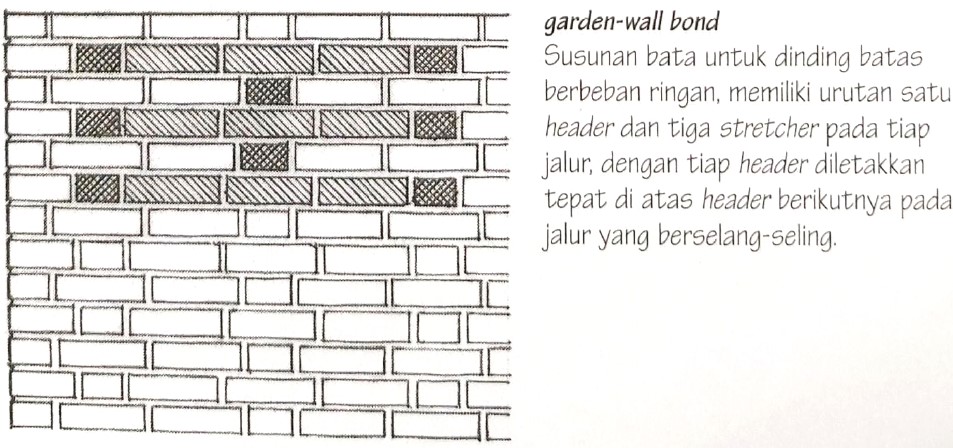 garden-wall bond
Susunan bata untuk dinding batas
berbeban ringan, memiliki urutan satu
header dan tiga stretcher pada tiap
jalur, dengan tiap header diletakkan
tepat di atas header berikutnya pada
jalur yang berselang-seling.